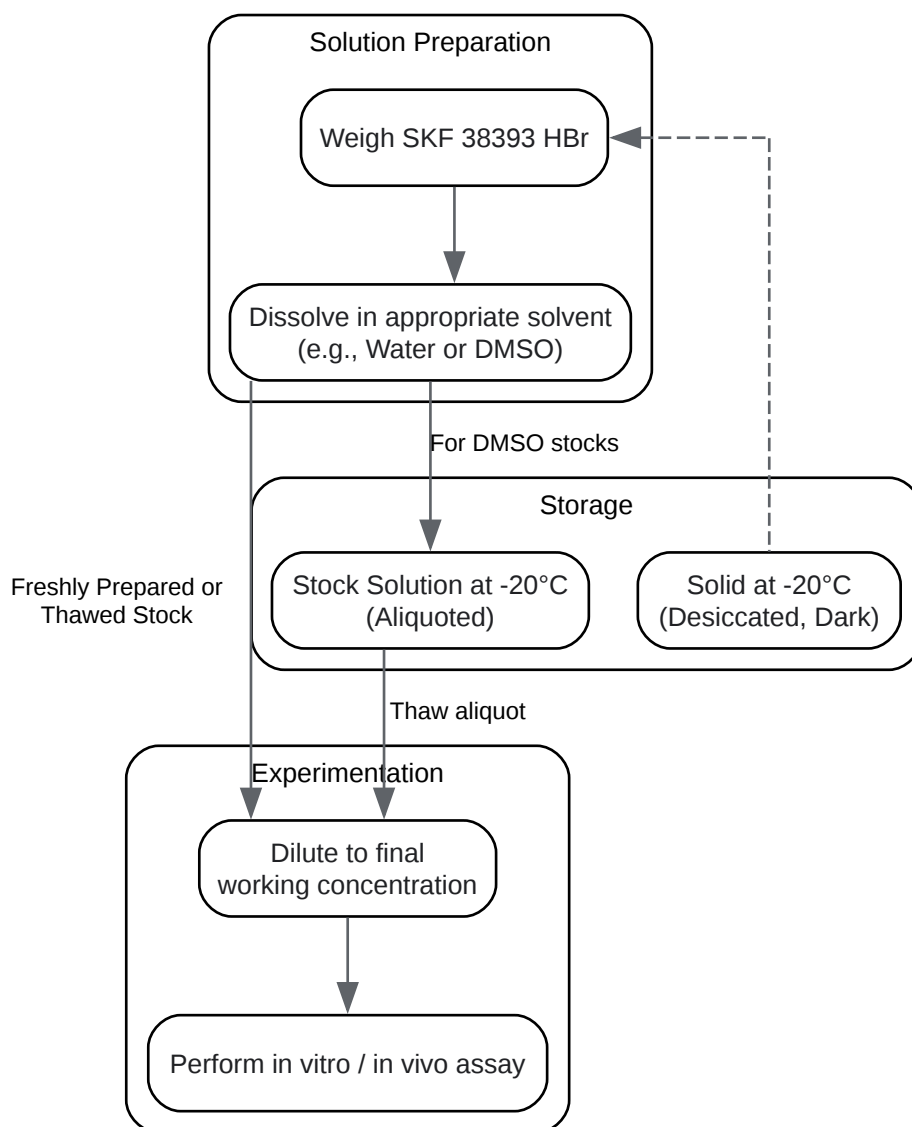 Solution Preparation
Weigh SKF 38393 HBr
Dissolve in appropriate solvent
(e.g., Water or DMSO)
For DMSO stocks
Storage
Stock Solution at -20°C
(Aliquoted)
Solid at -20°C
(Desiccated, Dark)
Freshly Prepared or
Thawed Stock
Thaw aliquot
Experimentation
Dilute to final
working concentration
Perform in vitro / in vivo assay